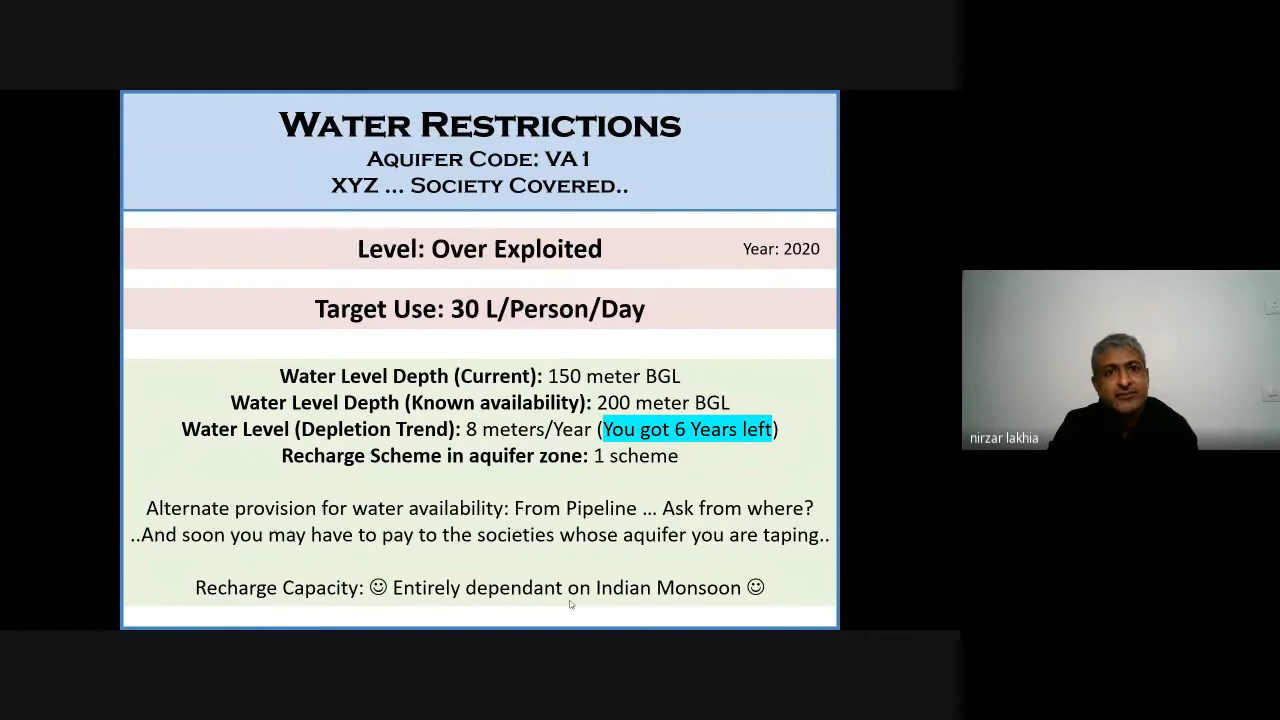 WATER RESTRICTIONS
AQUIFER CODE: VA1
XYZ ... SOCIETY COVERED..
Level: Over Exploited
Year: 2020
Target Use: 30 L/Person/Day
Water Level Depth (Current): 150 meter BGL
Water Level Depth (Known availability): 200 meter BGL
Water Level (Depletion Trend): 8 meters/Year (You got 6 Years left)
Recharge Scheme in aquifer zone: 1 scheme
Alternate provision for water availability: From Pipeline ... Ask from where?
..And soon you may have to pay to the societies whose aquifer you are taping..
Recharge Capacity: ☺ Entirely dependant on Indian Monsoon ☺
nirzar lakhia